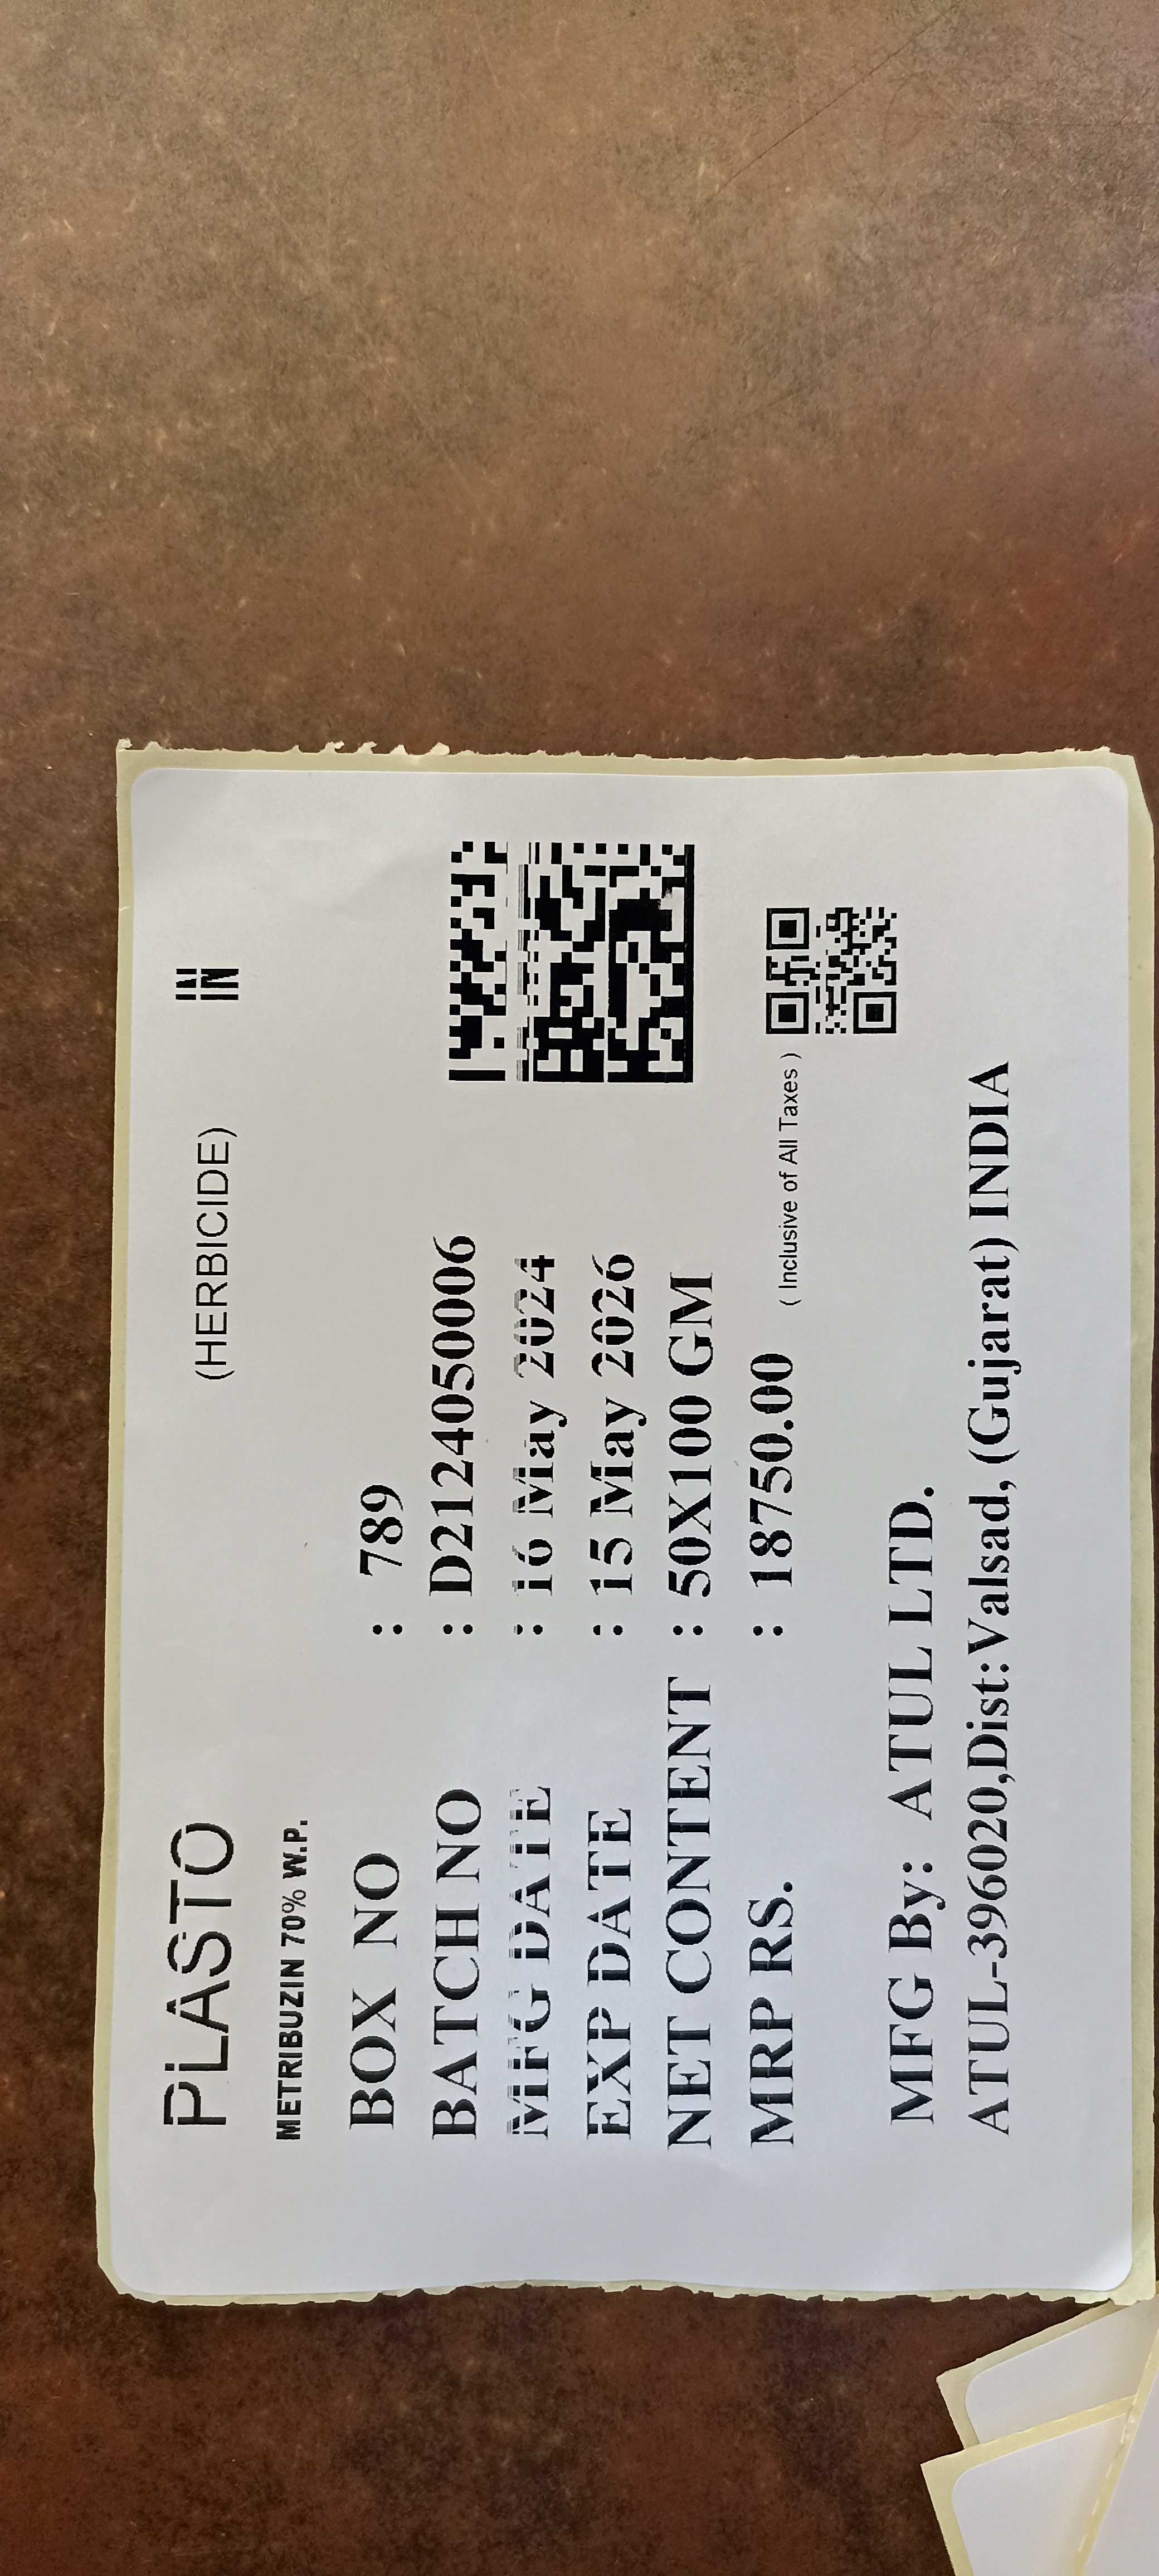 PLASTO (HERBICIDE) IN
METRIBUZIN 70% W.P.
BOX NO : 789
BATCH NO : D2124050006
MFG DATE : 16 May 2024
EXP DATE : 15 May 2026
NET CONTENT : 50X100 GM
MRP RS. : 18750.00 ( Inclusive of All Taxes )
MFG By: ATUL LTD.
ATUL-396020,Dist:Valsad, (Gujarat) INDIA